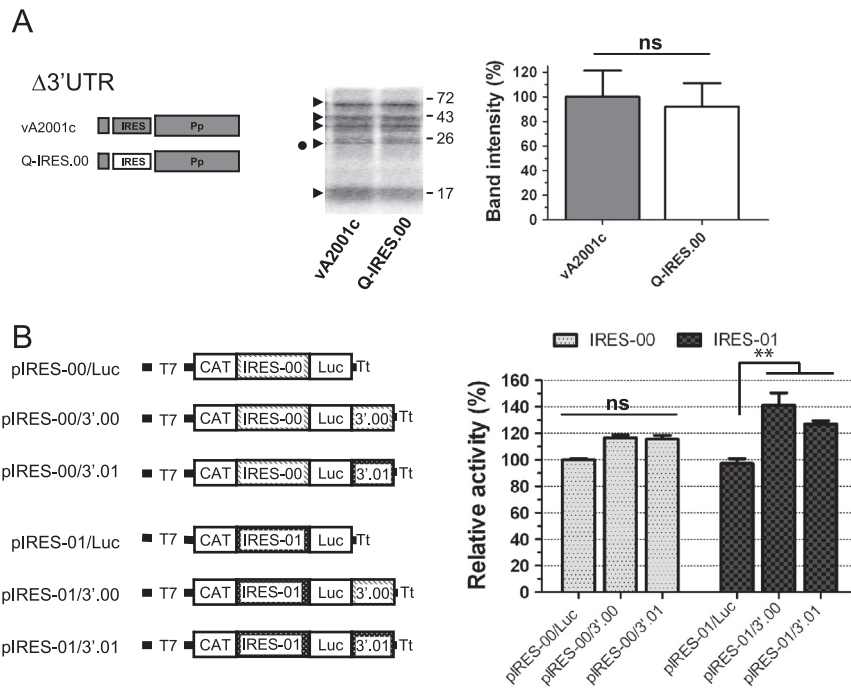 A
Δ3'UTR
vA2001c
IRES
Pp
Q-IRES.00
IRES
Pp
72
43
26
17
vA2001c
Q-IRES.00
ns
Band intensity (%)
120
100
80
60
40
20
0
vA2001c
Q-IRES.00
B
pIRES-00/Luc
T7
CAT
IRES-00
Luc
Tt
pIRES-00/3'.00
T7
CAT
IRES-00
Luc
3'.00
Tt
pIRES-00/3'.01
T7
CAT
IRES-00
Luc
3'.01
Tt
pIRES-01/Luc
T7
CAT
IRES-01
Luc
Tt
pIRES-01/3'.00
T7
CAT
IRES-01
Luc
3'.00
Tt
pIRES-01/3'.01
T7
CAT
IRES-01
Luc
3'.01
Tt
IRES-00
IRES-01
**
ns
Relative activity (%)
160
140
120
100
80
60
40
20
0
pIRES-00/Luc
pIRES-00/3'.00
pIRES-00/3'.01
pIRES-01/Luc
pIRES-01/3'.00
pIRES-01/3'.01